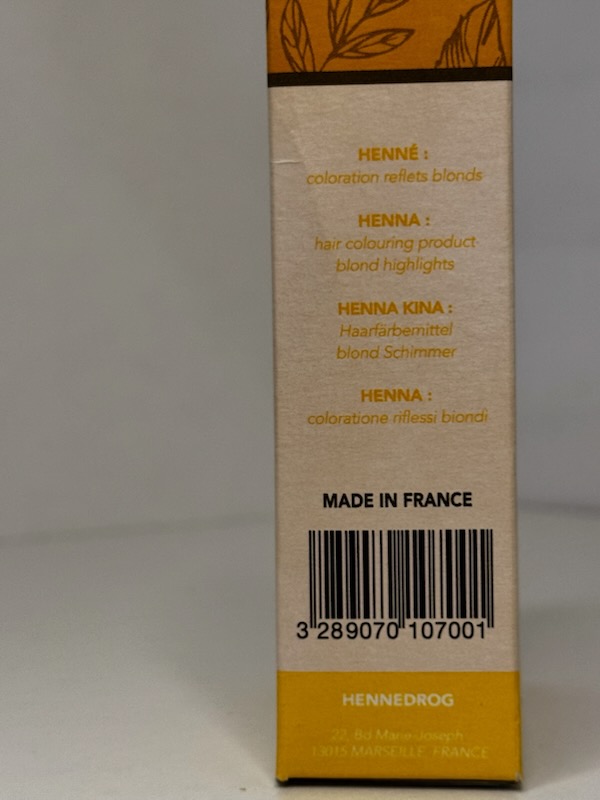 HENNÉ :
coloration reflets blonds
HENNA :
hair colouring product
blond highlights
HENNA KINA :
Haarfärbemittel
blond Schimmer
HENNA :
coloratione riflessi biondi
MADE IN FRANCE
3 289070 107001
HENNEDROG
22, Bd Marie-Joseph
13015 MARSEILLE FRANCE